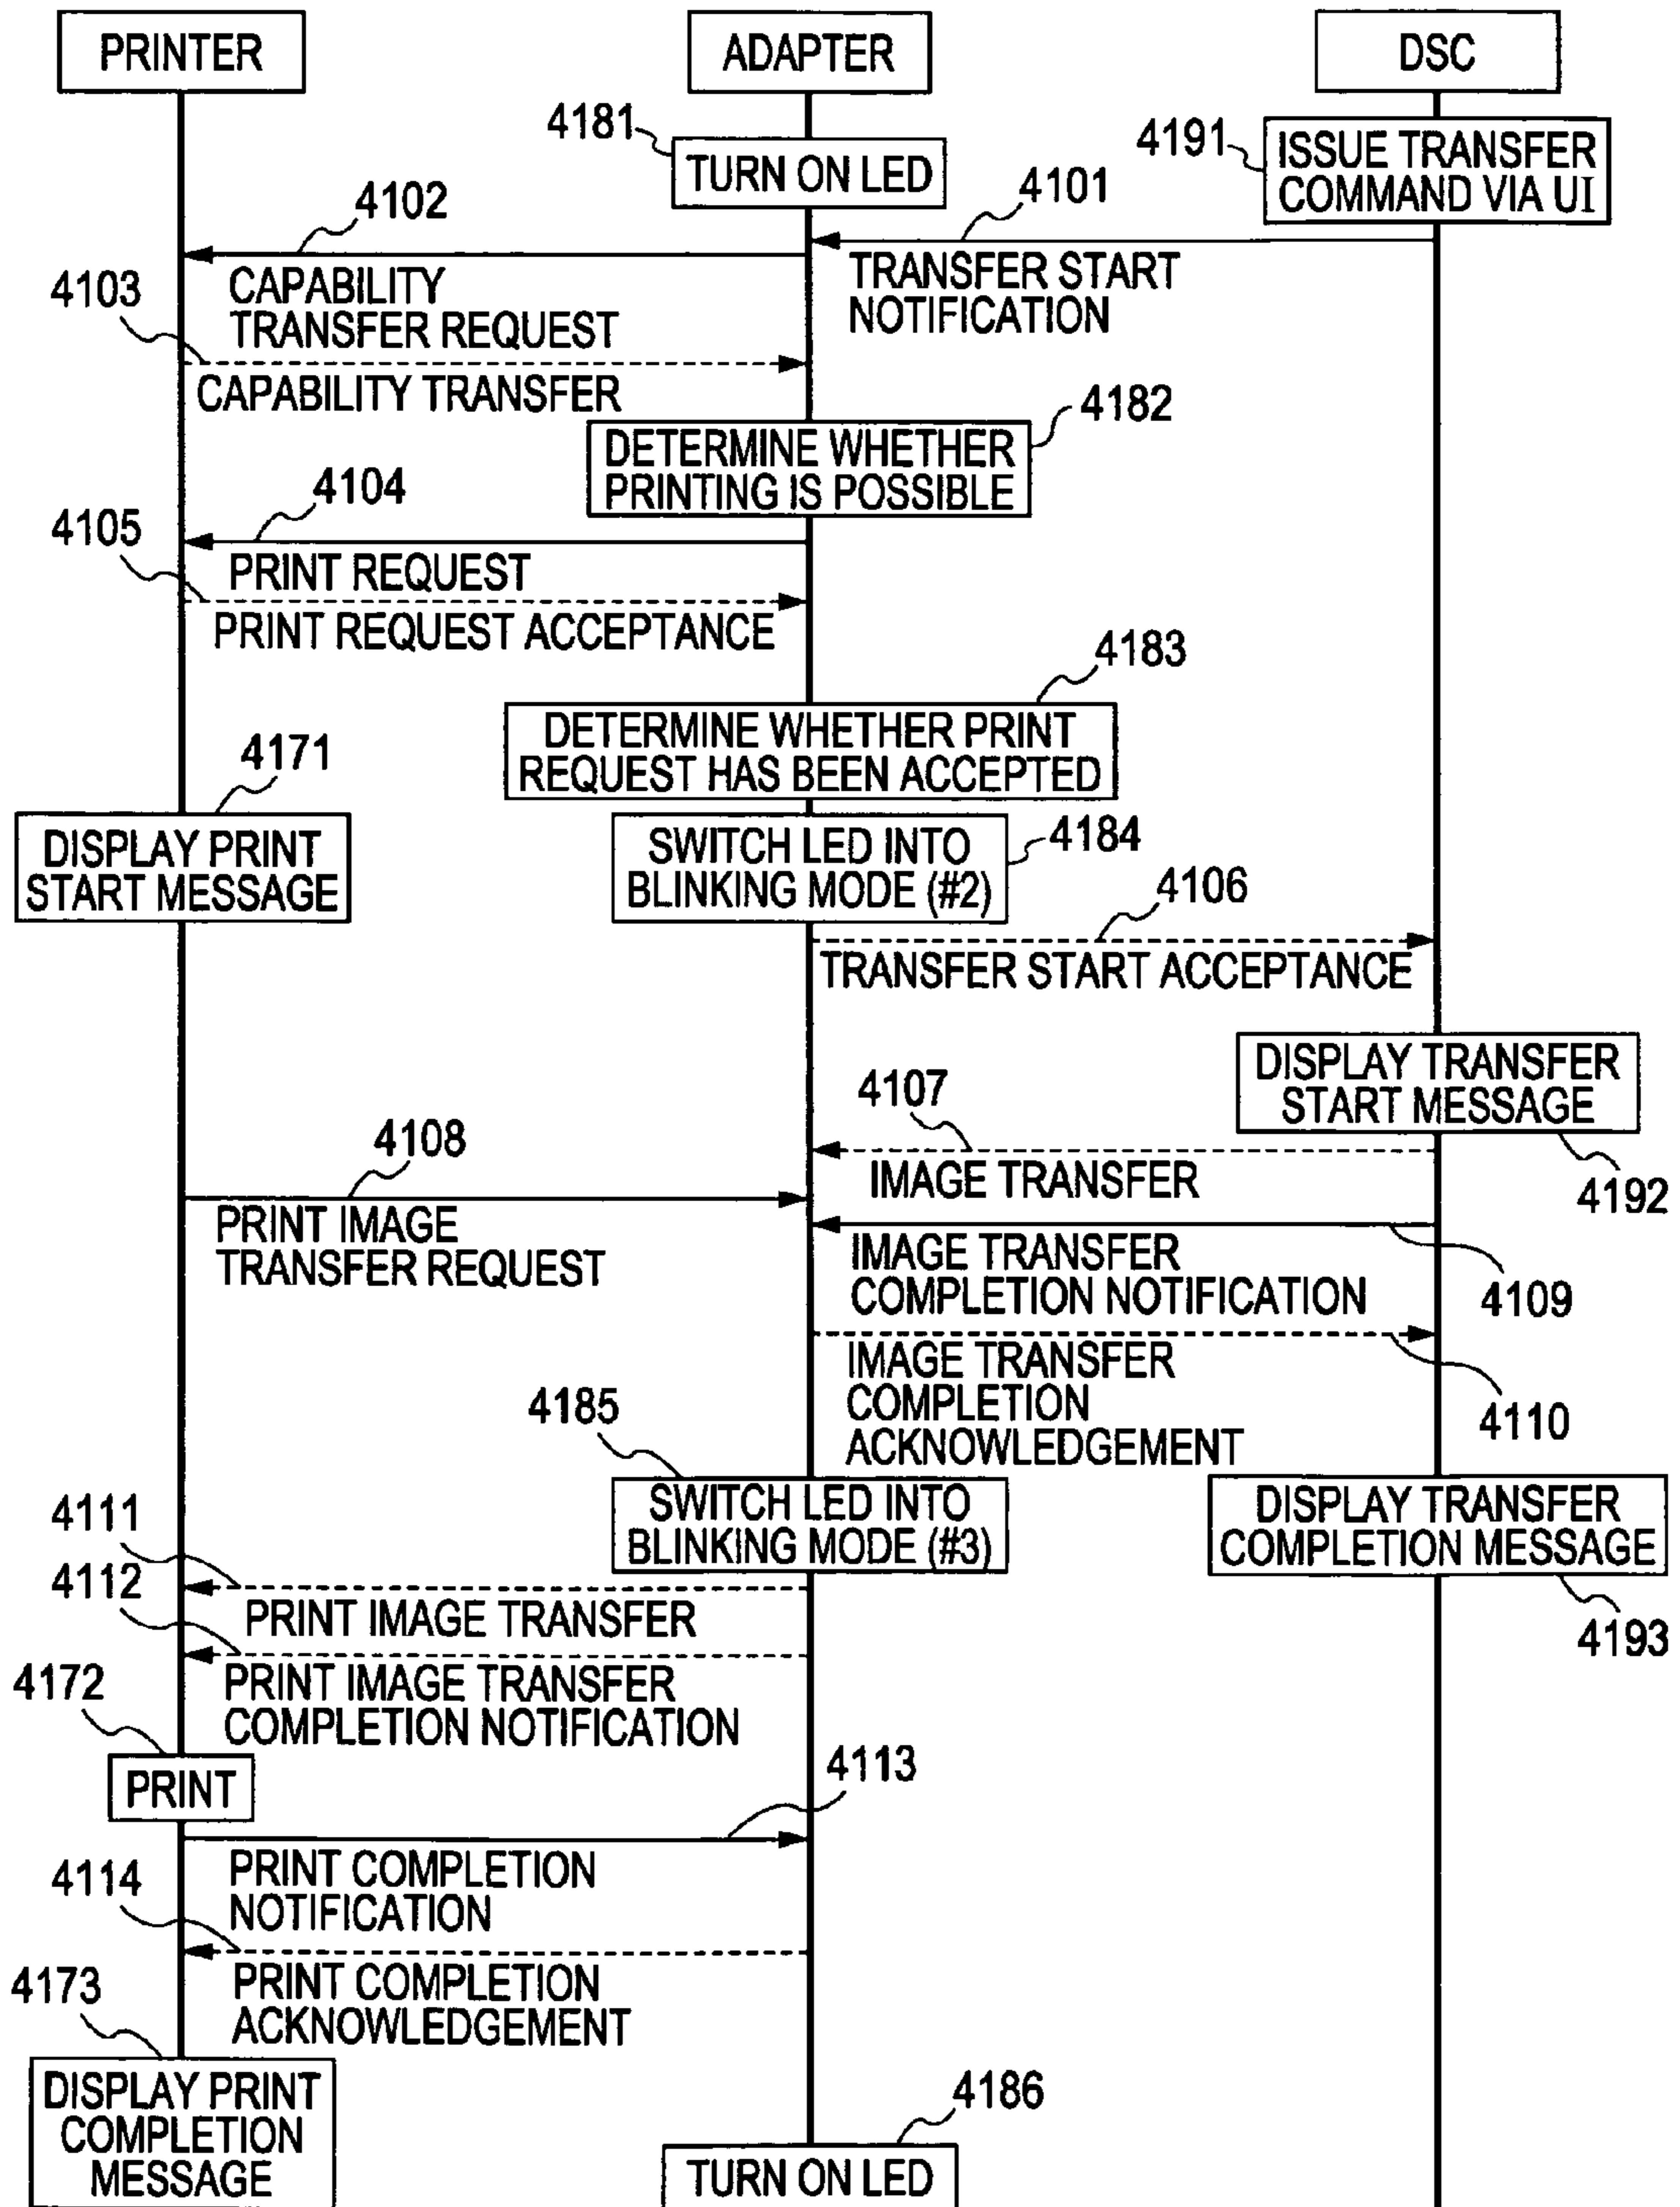 PRINTER
ADAPTER
DSC
4181
TURN ON LED
4191
ISSUE TRANSFER
COMMAND VIA UI
4102
4101
CAPABILITY
TRANSFER REQUEST
TRANSFER START
NOTIFICATION
4103
CAPABILITY TRANSFER
4182
DETERMINE WHETHER
PRINTING IS POSSIBLE
4104
4105
PRINT REQUEST
PRINT REQUEST ACCEPTANCE
4183
DETERMINE WHETHER PRINT
REQUEST HAS BEEN ACCEPTED
4171
DISPLAY PRINT
START MESSAGE
SWITCH LED INTO
BLINKING MODE (#2)
4184
4106
TRANSFER START ACCEPTANCE
DISPLAY TRANSFER
START MESSAGE
4107
4192
IMAGE TRANSFER
4108
PRINT IMAGE
TRANSFER REQUEST
IMAGE TRANSFER
COMPLETION NOTIFICATION
4109
IMAGE TRANSFER
COMPLETION
ACKNOWLEDGEMENT
4110
4185
SWITCH LED INTO
BLINKING MODE (#3)
DISPLAY TRANSFER
COMPLETION MESSAGE
4193
4111
4112
PRINT IMAGE TRANSFER
PRINT IMAGE TRANSFER
COMPLETION NOTIFICATION
4172
PRINT
4113
PRINT COMPLETION
NOTIFICATION
4114
PRINT COMPLETION
ACKNOWLEDGEMENT
4173
DISPLAY PRINT
COMPLETION
MESSAGE
4186
TURN ON LED